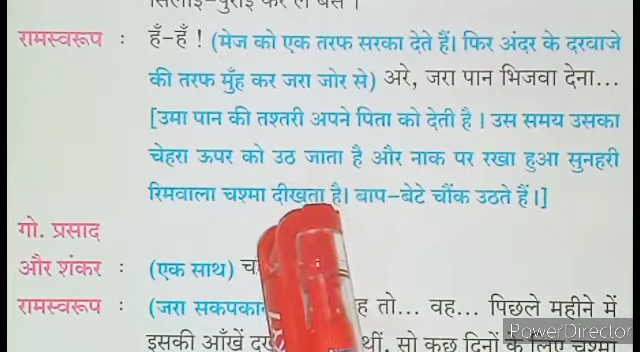 रामस्वरूप : हँ-हँ ! (मेज को एक तरफ सरका देते हैं। फिर अंदर के दरवाजे
की तरफ मुँह कर जरा जोर से) अरे, जरा पान भिजवा देना...
[उमा पान की तश्तरी अपने पिता को देती है । उस समय उसका
चेहरा ऊपर को उठ जाता है और नाक पर रखा हुआ सुनहरी
रिमवाला चश्मा दीखता है। बाप-बेटे चौंक उठते हैं।]
गो. प्रसाद
और शंकर : (एक साथ)
रामस्वरूप : (जरा तो... वह... पिछले महीने में
इसकी आँखें थीं, सो कुछ दिनों के लिए चश्मा
PowerDirector